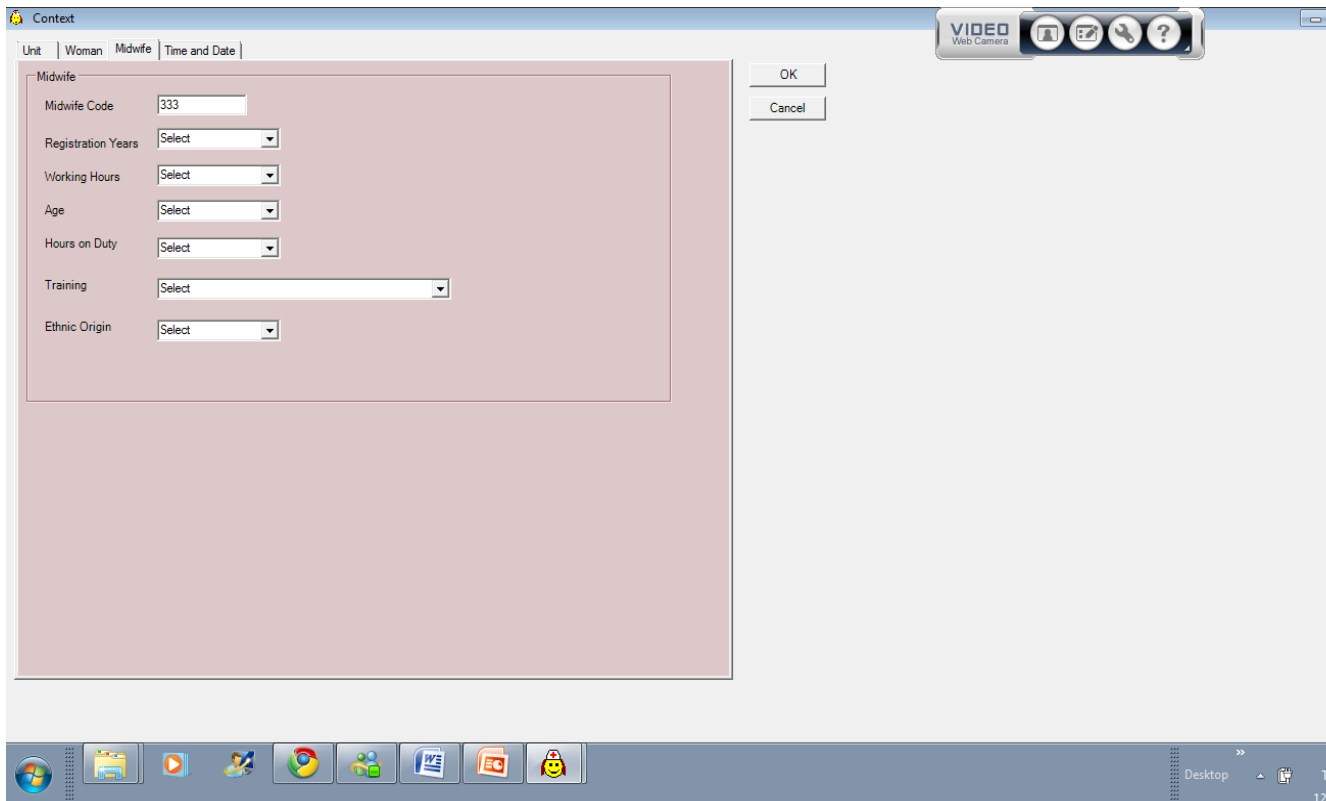 Context
VIDEO
Web Camera
Unit Woman Midwife Time and Date
Midwife
OK
Midwife Code 333
Cancel
Registration Years Select
Working Hours Select
Age Select
Hours on Duty Select
Training Select
Ethnic Origin Select
Desktop